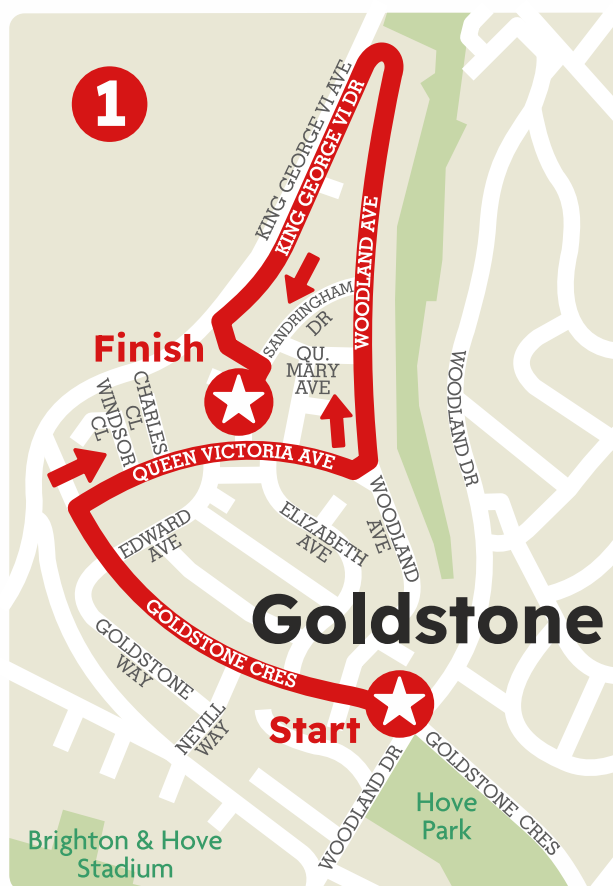 1
KING GEORGE VI AVE
KING GEORGE VI DR
WOODLAND AVE
SANDRINGHAM
DR
Finish
QU.
MARY
AVE
CHARLES
CL
WINDSOR
CL
WOODLAND DR
QUEEN VICTORIA AVE
EDWARD
AVE
ELIZABETH
AVE
WOODLAND
AVE
Goldstone
GOLDSTONE CRES
GOLDSTONE
WAY
NEVILL
WAY
Start
WOODLAND DR
GOLDSTONE CRES
Hove
Park
Brighton & Hove
Stadium